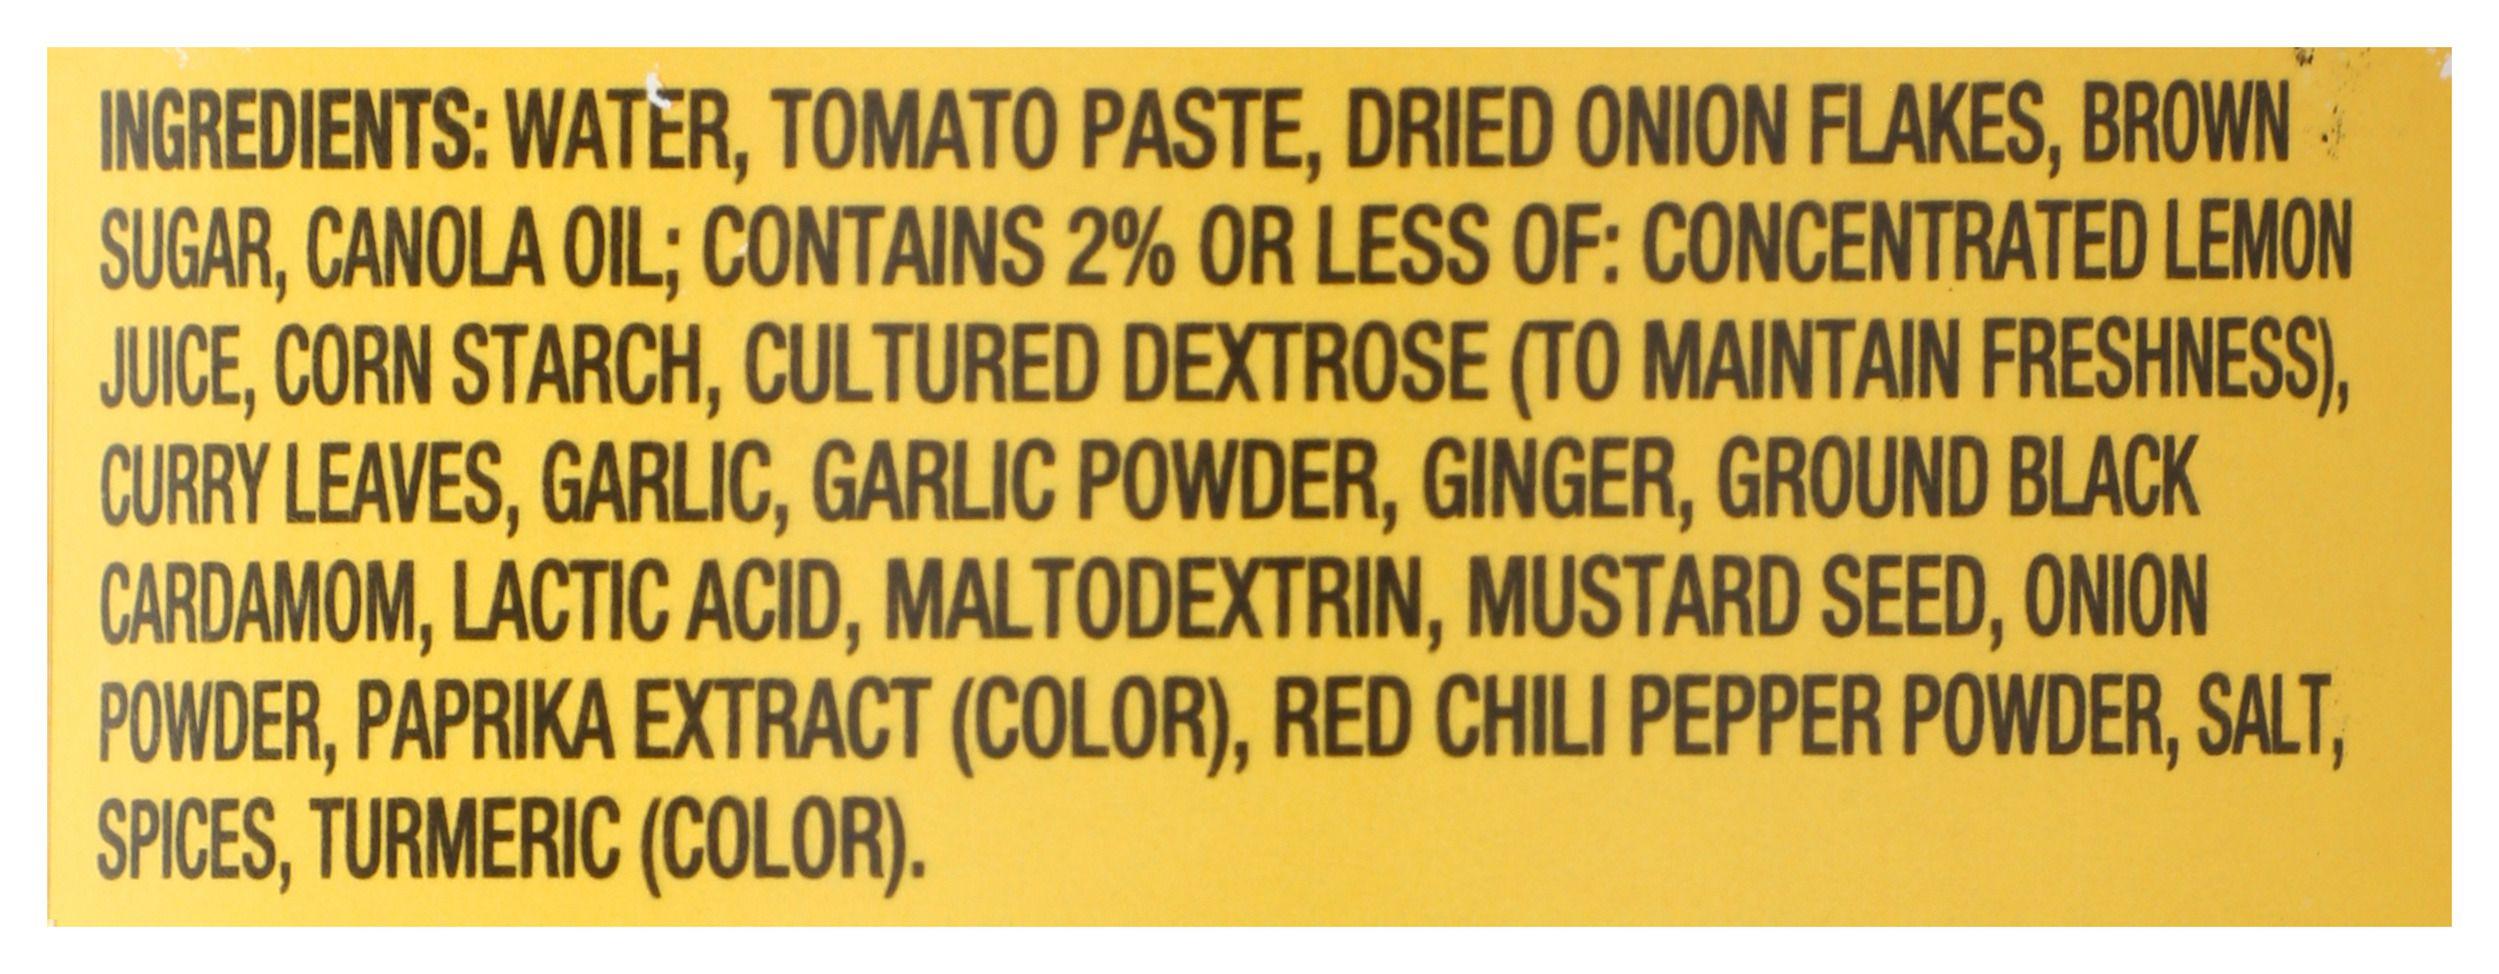 INGREDIENTS: WATER, TOMATO PASTE, DRIED ONION FLAKES, BROWN
SUGAR, CANOLA OIL; CONTAINS 2% OR LESS OF: CONCENTRATED LEMON
JUICE, CORN STARCH, CULTURED DEXTROSE (TO MAINTAIN FRESHNESS),
CURRY LEAVES, GARLIC, GARLIC POWDER, GINGER, GROUND BLACK
CARDAMOM, LACTIC ACID, MALTODEXTRIN, MUSTARD SEED, ONION
POWDER, PAPRIKA EXTRACT (COLOR), RED CHILI PEPPER POWDER, SALT,
SPICES, TURMERIC (COLOR).